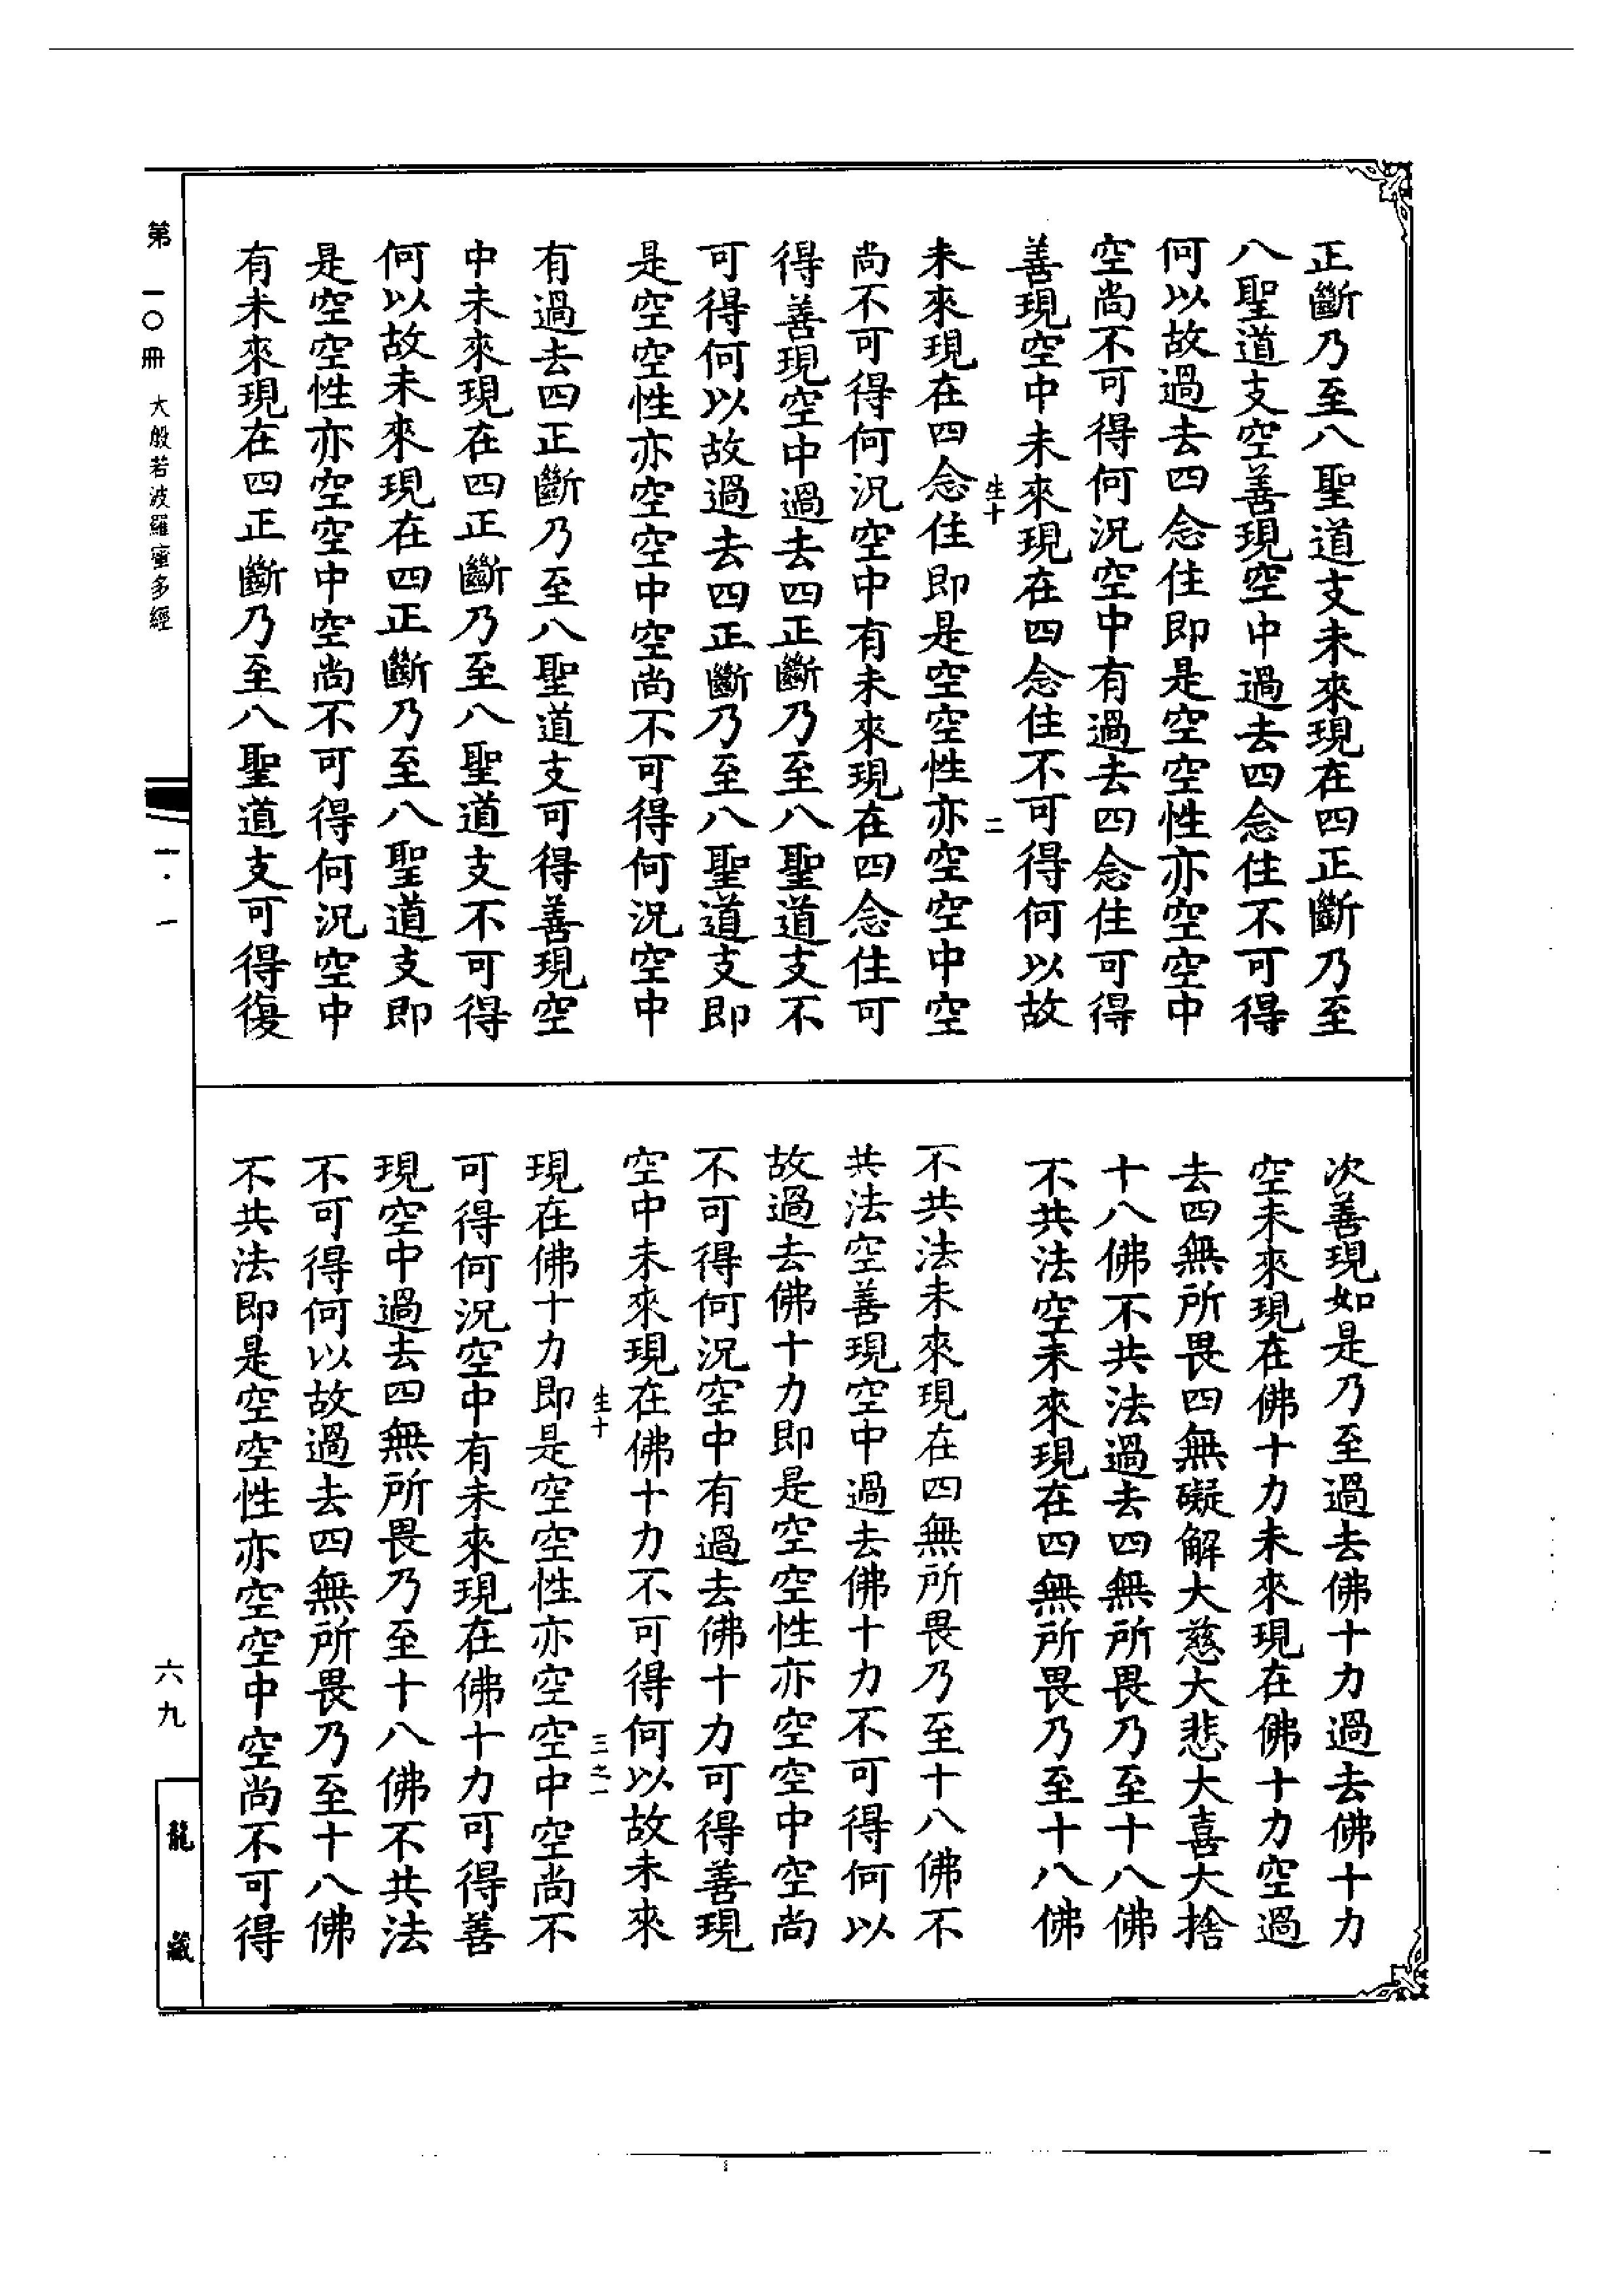 正斷乃至八聖道支未來現在四正斷乃至
八聖道支空善現空中過去四念住不可得
何以故過去四念住即是空空性亦空空中
空尚不可得何況空中有過去四念住可得
善現空中未來現在四念住不可得何以故
生十 二
未來現在四念住即是空空性亦空空中空
尚不可得何況空中有未來現在四念住可
得善現空中過去四正斷乃至八聖道支不
可得何以故過去四正斷乃至八聖道支即
是空空性亦空空中空尚不可得何況空中
有過去四正斷乃至八聖道支可得善現空
中未來現在四正斷乃至八聖道支不可得
何以故未來現在四正斷乃至八聖道支即
是空空性亦空空中空尚不可得何況空中
有未來現在四正斷乃至八聖道支可得復
次善現如是乃至過去佛十力過去佛十力
空未來現在佛十力未來現在佛十力空過
去四無所畏四無礙解大慈大悲大喜大捨
十八佛不共法過去四無所畏乃至十八佛
不共法空未來現在四無所畏乃至十八佛
不共法未來現在四無所畏乃至十八佛不
共法空善現空中過去佛十力不可得何以
故過去佛十力即是空空性亦空空中空尚
不可得何況空中有過去佛十力可得善現
空中未來現在佛十力不可得何以故未來
生十 三之一
現在佛十力即是空空性亦空空中空尚不
可得何況空中有未來現在佛十力可得善
現空中過去四無所畏乃至十八佛不共法
不可得何以故過去四無所畏乃至十八佛
不共法即是空空性亦空空中空尚不可得
第一〇冊 大般若波羅蜜多經
一·一
六九
龍藏